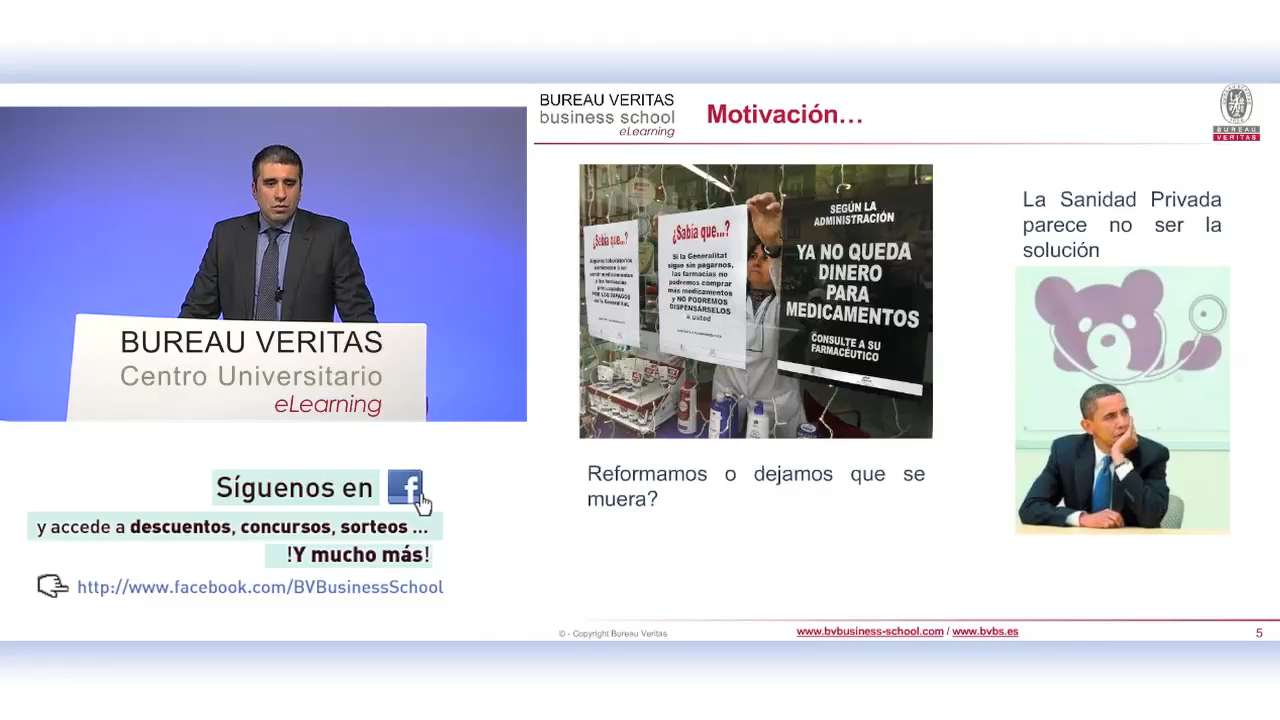 BUREAU VERITAS
Centro Universitario
eLearning
Síguenos en
f
y accede a descuentos, concursos, sorteos ...
!Y mucho más!
http://www.facebook.com/BVBusinessSchool
BUREAU VERITAS
business school
eLearning
Motivación…
BUREAU
VERITAS
¿Sabía que...?
¿Sabía que...?
Si la Generalitat
sigue sin pagarnos,
las farmacias no
podremos comprar
más medicamentos
y NO PODREMOS
DISPENSÁRSELOS
a usted
SEGÚN LA
ADMINISTRACIÓN
YA NO QUEDA
DINERO
PARA
MEDICAMENTOS
CONSULTE A SU
FARMACÉUTICO
Reformamos o dejamos que se
muera?
La Sanidad Privada
parece no ser la
solución
© - Copyright Bureau Veritas
www.bvbusiness-school.com / www.bvbs.es
5